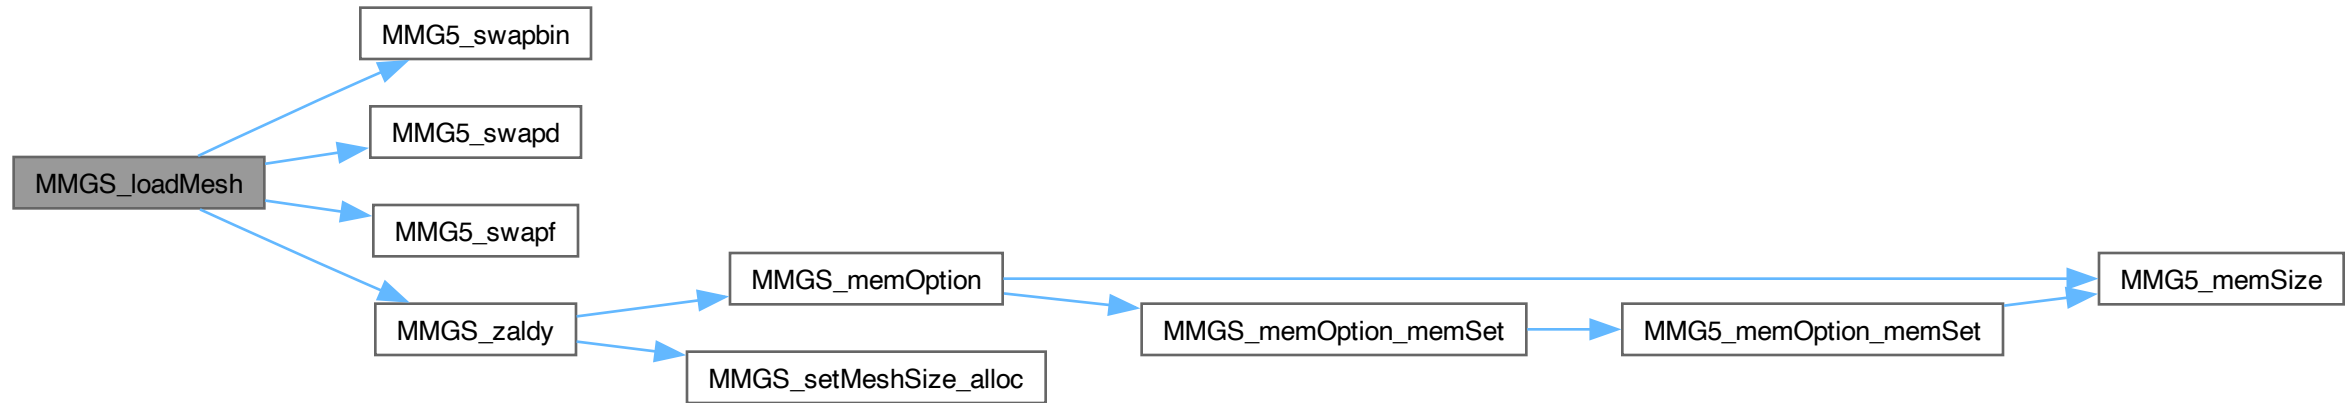 MMG5_swapbin
MMG5_swapd
MMGS_loadMesh
MMG5_swapf
MMGS_memOption
MMG5_memSize
MMGS_zaldy
MMGS_memOption_memSet
MMG5_memOption_memSet
MMGS_setMeshSize_alloc